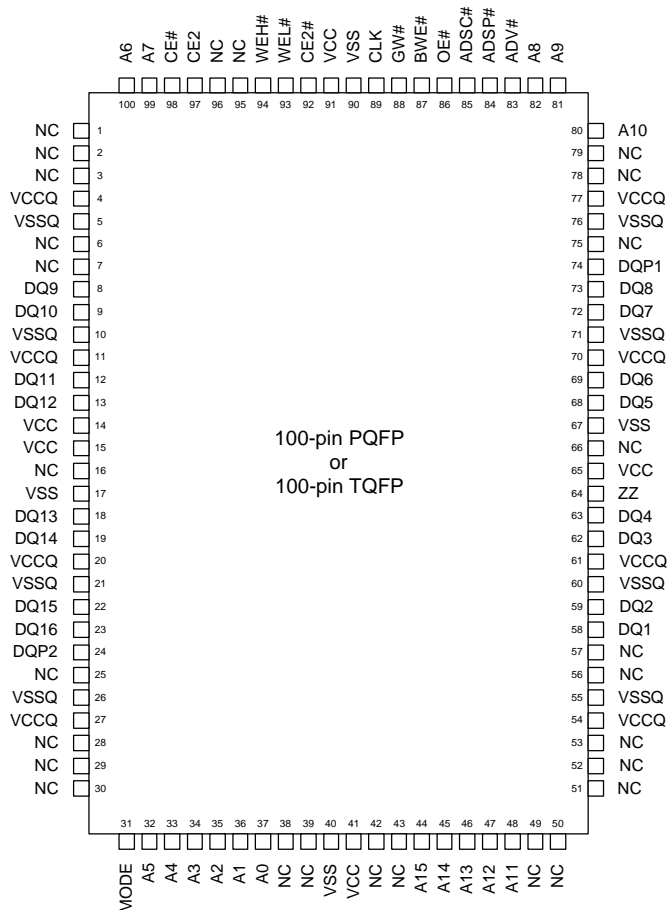 A6 A7 CE# CE2 NC NC WEH# WEL# CE2# VCC VSS CLK GW# BWE# OE# ADSC# ADSP# ADV# A8 A9
100 99 98 97 96 95 94 93 92 91 90 89 88 87 86 85 84 83 82 81
NC 1 80 A10
NC 2 79 NC
NC 3 78 NC
VCCQ 4 77 VCCQ
VSSQ 5 76 VSSQ
NC 6 75 NC
NC 7 74 DQP1
DQ9 8 73 DQ8
DQ10 9 72 DQ7
VSSQ 10 71 VSSQ
VCCQ 11 70 VCCQ
DQ11 12 69 DQ6
DQ12 13 68 DQ5
VCC 14 67 VSS
VCC 15 66 NC
NC 16 65 VCC
VSS 17 64 ZZ
DQ13 18 63 DQ4
DQ14 19 62 DQ3
VCCQ 20 61 VCCQ
VSSQ 21 60 VSSQ
DQ15 22 59 DQ2
DQ16 23 58 DQ1
DQP2 24 57 NC
NC 25 56 NC
VSSQ 26 55 VSSQ
VCCQ 27 54 VCCQ
NC 28 53 NC
NC 29 52 NC
NC 30 51 NC
100-pin PQFP
or
100-pin TQFP
31 32 33 34 35 36 37 38 39 40 41 42 43 44 45 46 47 48 49 50
MODE A5 A4 A3 A2 A1 A0 NC NC VSS VCC NC NC A15 A14 A13 A12 A11 NC NC